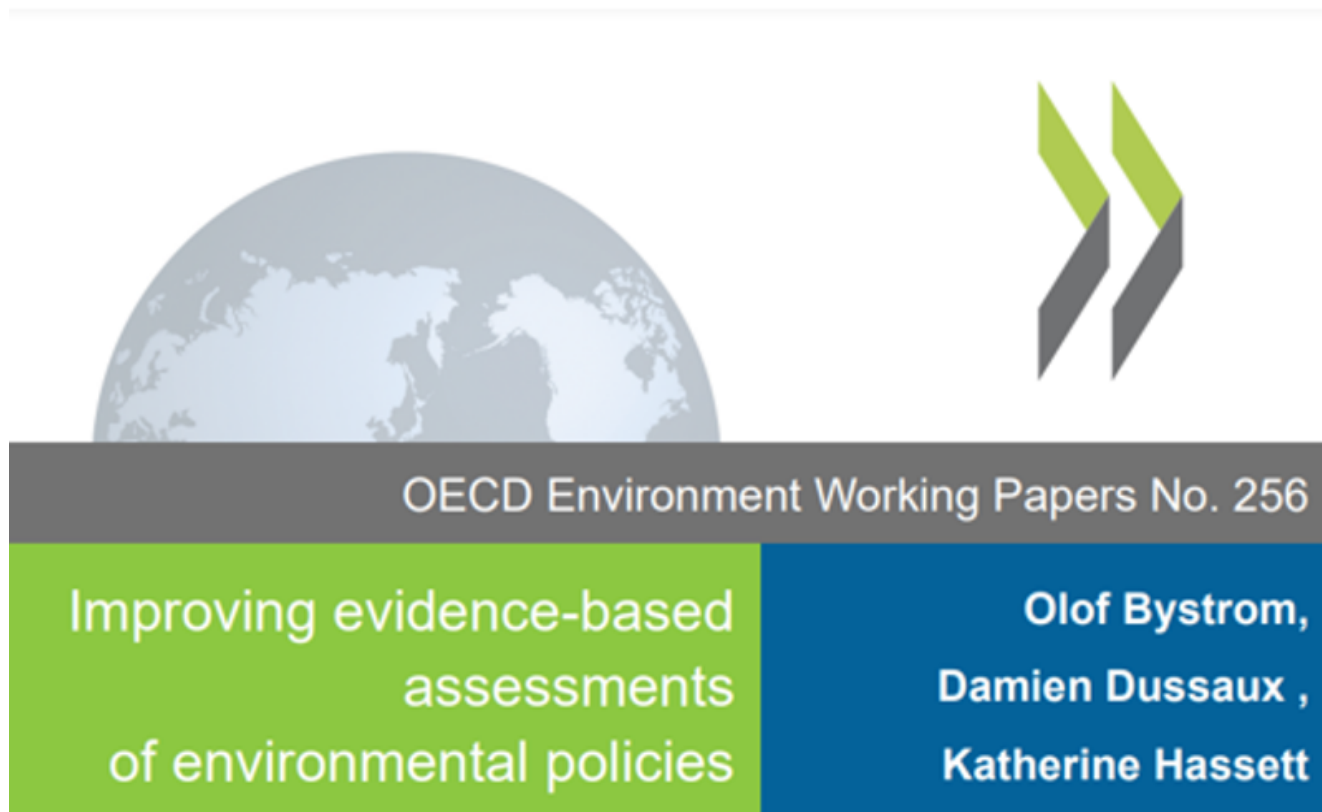 OECD Environment Working Papers No. 256
Improving evidence-based
assessments
of environmental policies
Olof Bystrom,
Damien Dussaux ,
Katherine Hassett